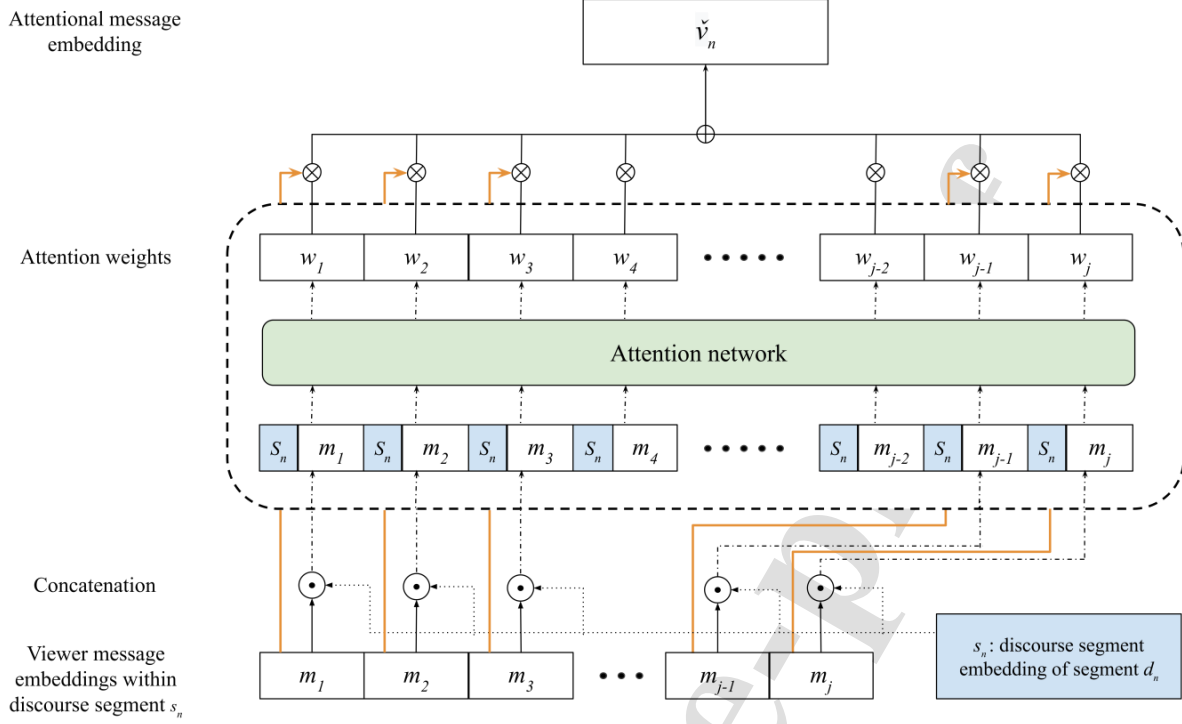 Attentional message
embedding
v̌n
Attention weights
w1 w2 w3 w4 ••••• wj-2 wj-1 wj
Attention network
Sn m1 Sn m2 Sn m3 Sn m4 ••••• Sn mj-2 Sn mj-1 Sn mj
Concatenation
Viewer message
embeddings within
discourse segment sn
m1 m2 m3 ••• mj-1 mj
sn: discourse segment
embedding of segment dn